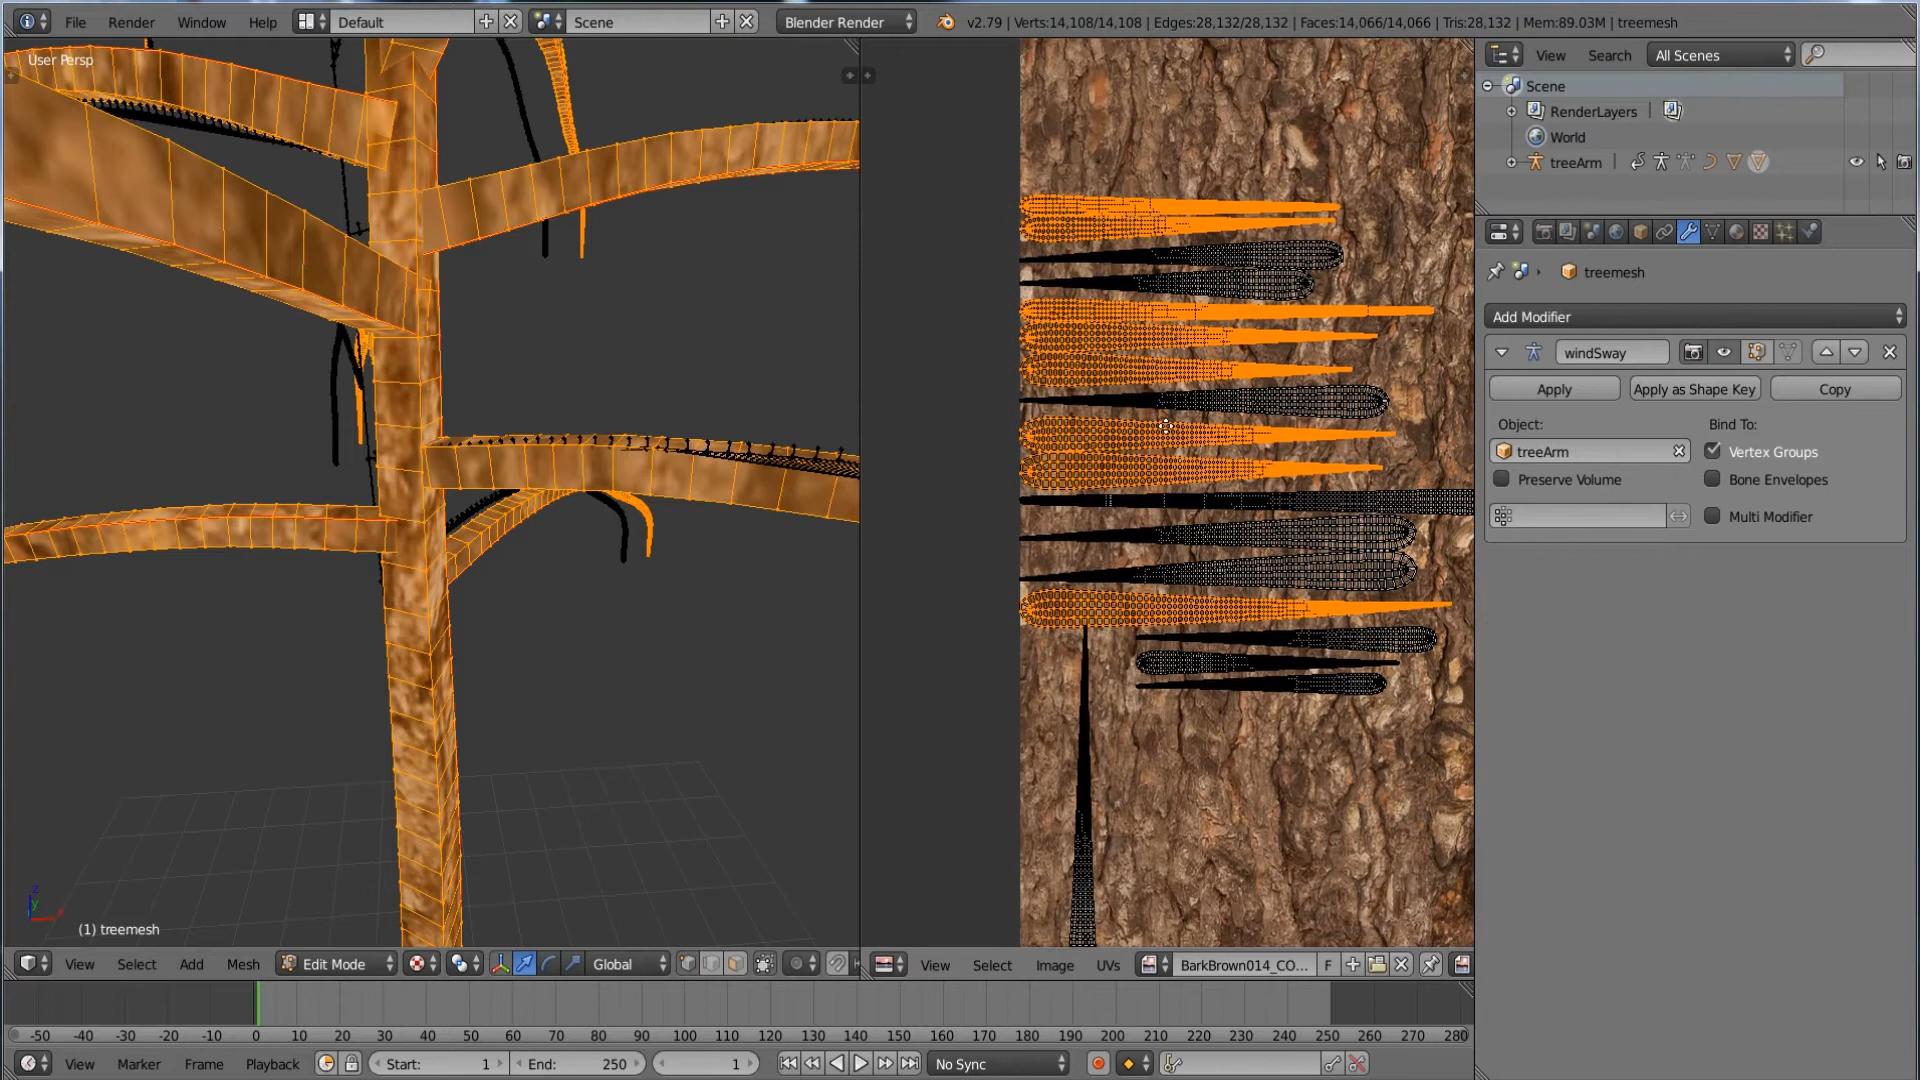 File Render Window Help Default Scene Blender Render v2.79 | Verts:14,108/14,108 | Edges:28,132/28,132 | Faces:14,066/14,066 | Tris:28,132 | Mem:89.03M | treemesh
User Persp
View Search All Scenes
Scene
RenderLayers |
World
treeArm
treemesh
Add Modifier
windSway
Apply Apply as Shape Key Copy
Object: Bind To:
treeArm Vertex Groups
Preserve Volume Bone Envelopes
Multi Modifier
z
y
(1) treemesh
View Select Add Mesh Edit Mode Global
View Select Image UVs BarkBrown014_CO... F
-50 -40 -30 -20 -10 0 10 20 30 40 50 60 70 80 90 100 110 120 130 140 150 160 170 180 190 200 210 220 230 240 250 260 270 280
View Marker Frame Playback Start: 1 End: 250 1 No Sync